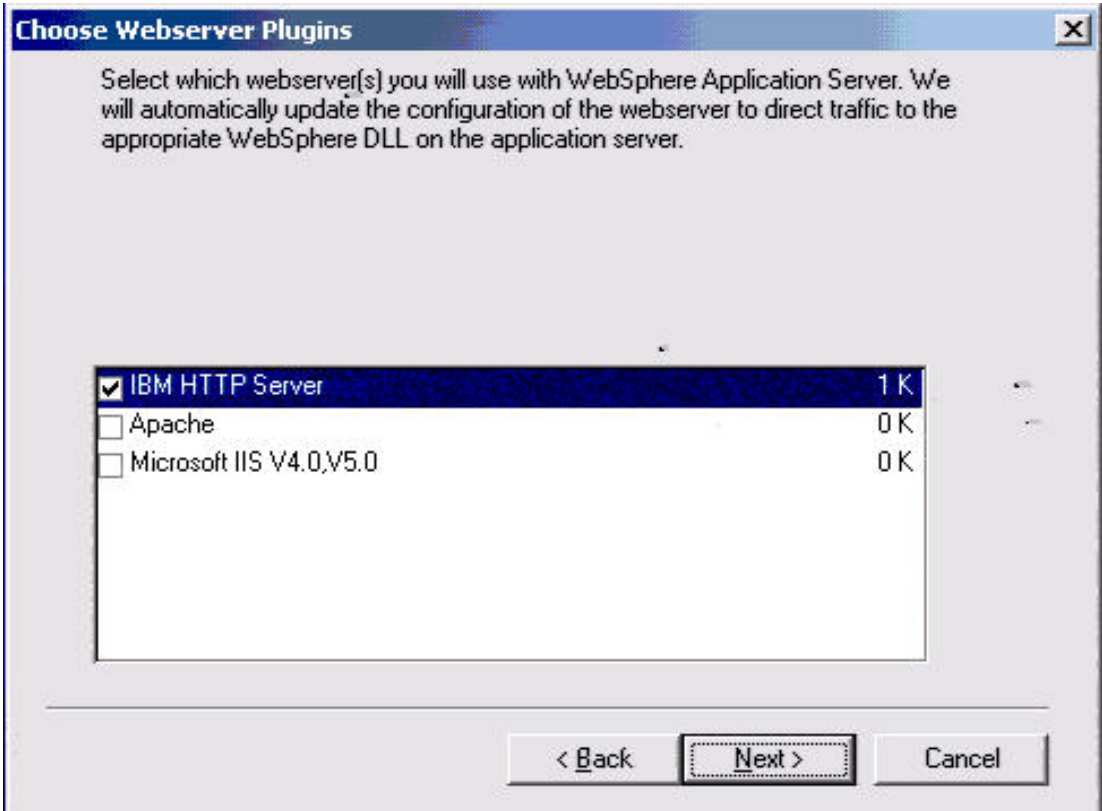 Choose Webserver Plugins
Select which webserver(s) you will use with WebSphere Application Server. We
will automatically update the configuration of the webserver to direct traffic to the
appropriate WebSphere DLL on the application server.
IBM HTTP Server 1 K
Apache 0 K
Microsoft IIS V4.0,V5.0 0 K
< Back Next > Cancel